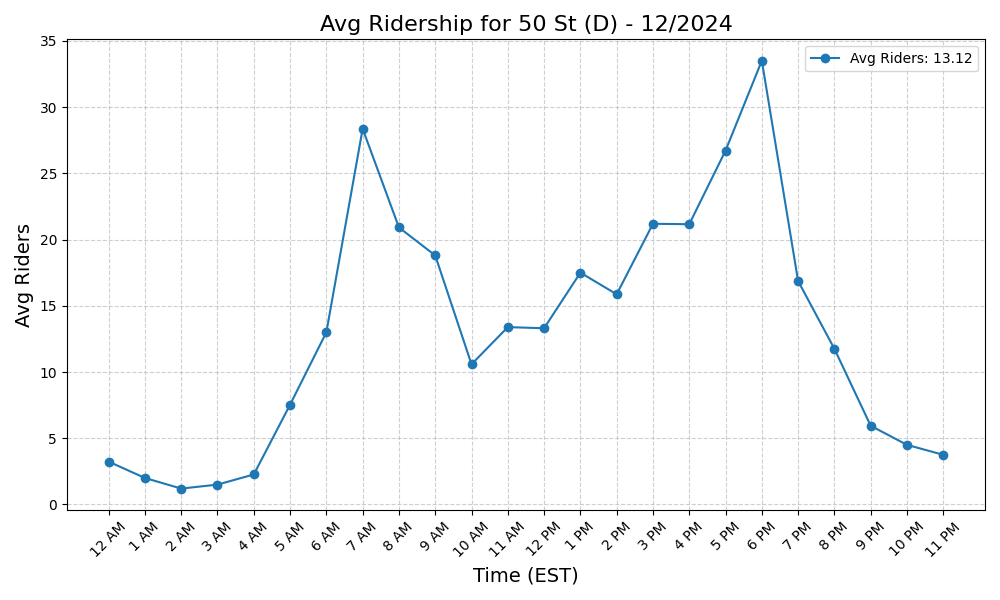 Avg Ridership for 50 St (D) - 12/2024
Avg Riders: 13.12
Avg Riders
35
30
25
20
15
10
5
0
12 AM
1 AM
2 AM
3 AM
4 AM
5 AM
6 AM
7 AM
8 AM
9 AM
10 AM
11 AM
12 PM
1 PM
2 PM
3 PM
4 PM
5 PM
6 PM
7 PM
8 PM
9 PM
10 PM
11 PM
Time (EST)